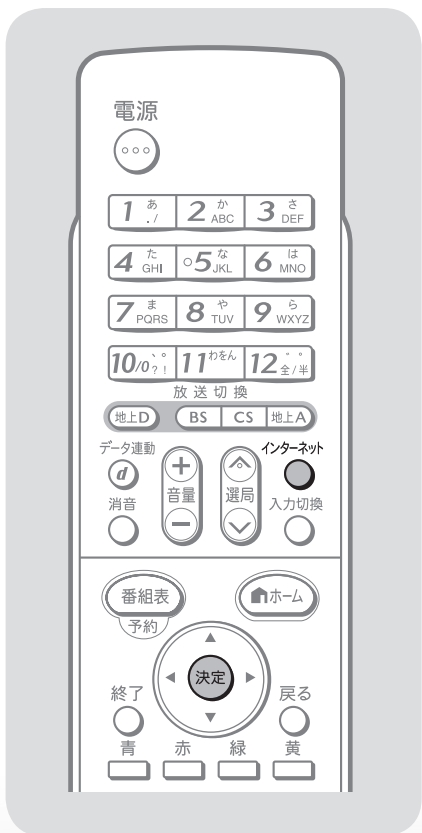 電源
1 あ ./ 2 か ABC 3 さ DEF
4 た GHI 5 な JKL 6 は MNO
7 ま PQRS 8 や TUV 9 ら WXYZ
10/0 、。?! 11 わをん 12 ゛゜全/半
放送切換
地上D BS CS 地上A
データ連動 インターネット
d + 音量 − 選局
消音 入力切換
番組表 ホーム
予約
決定
終了 戻る
青 赤 緑 黄